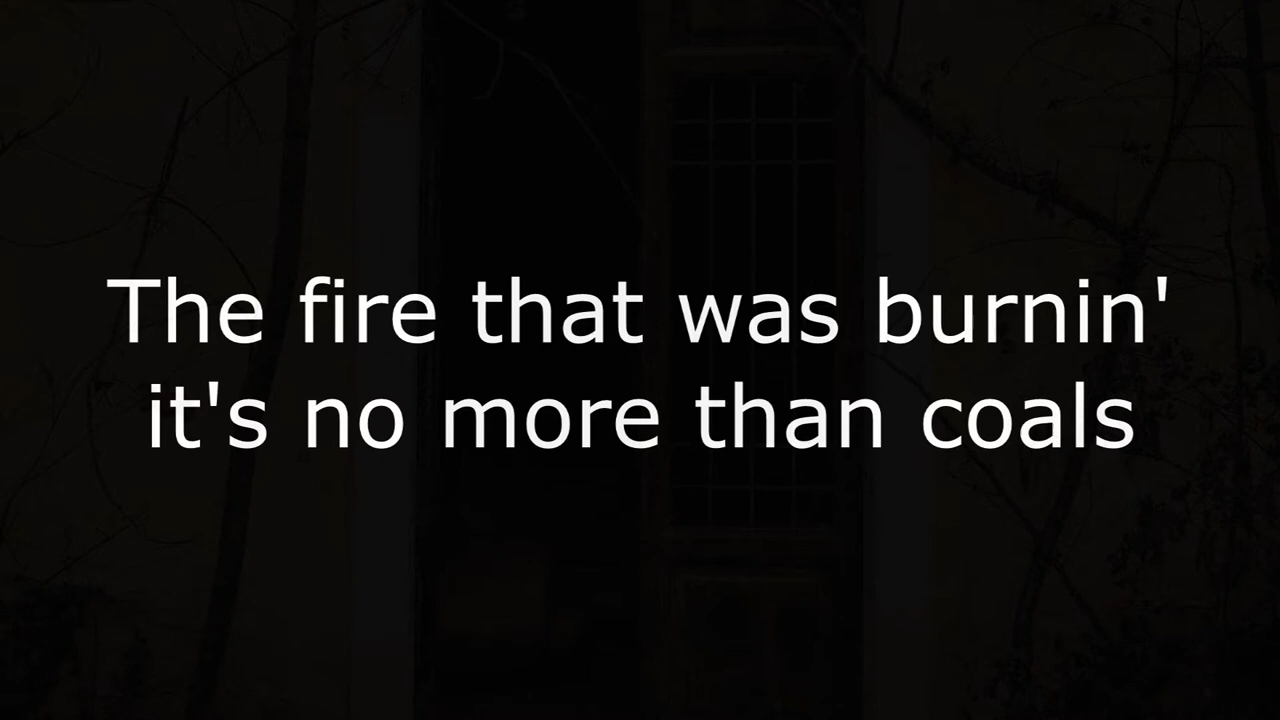 The fire that was burnin'
it's no more than coals